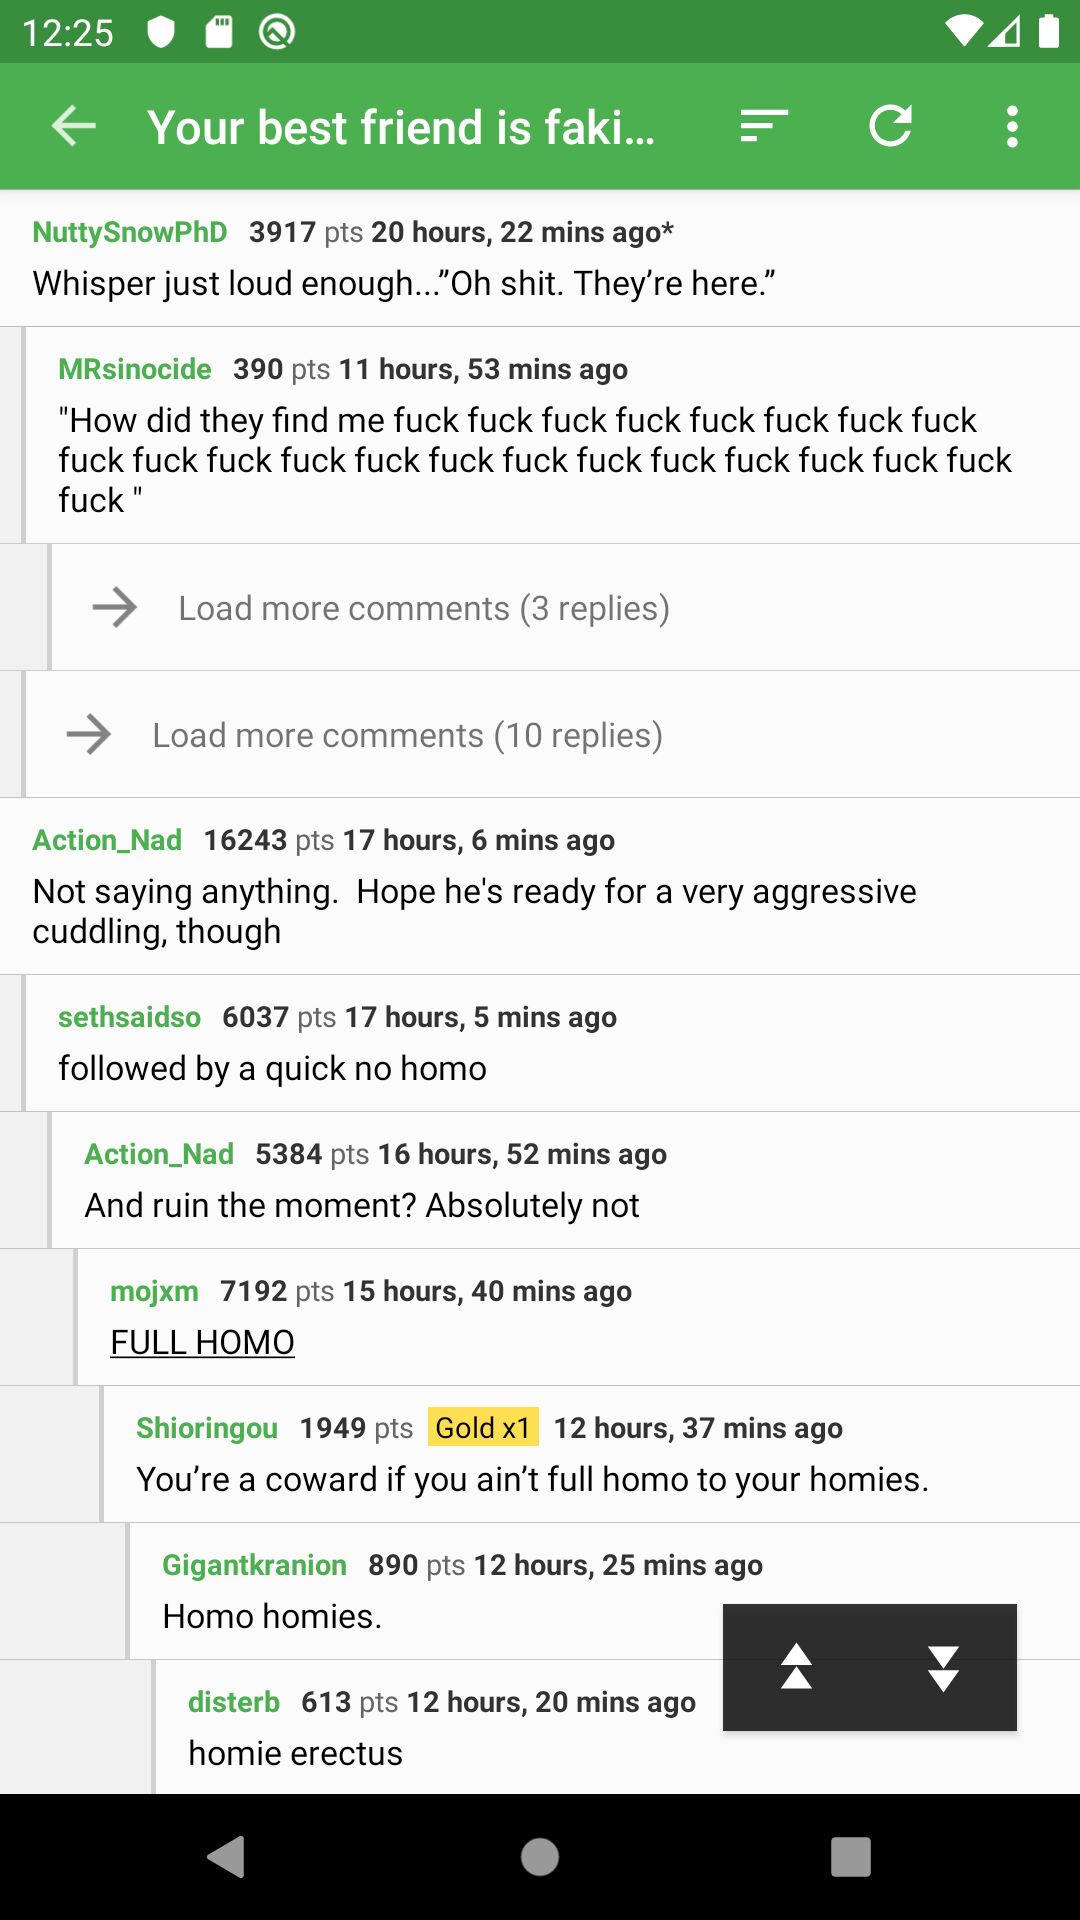 12:25
Your best friend is faki...
NuttySnowPhD 3917 pts 20 hours, 22 mins ago*
Whisper just loud enough...”Oh shit. They’re here.”
MRsinocide 390 pts 11 hours, 53 mins ago
"How did they find me fuck fuck fuck fuck fuck fuck fuck fuck
fuck fuck fuck fuck fuck fuck fuck fuck fuck fuck fuck fuck fuck
fuck "
Load more comments (3 replies)
Load more comments (10 replies)
Action_Nad 16243 pts 17 hours, 6 mins ago
Not saying anything.  Hope he's ready for a very aggressive
cuddling, though
sethsaidso 6037 pts 17 hours, 5 mins ago
followed by a quick no homo
Action_Nad 5384 pts 16 hours, 52 mins ago
And ruin the moment? Absolutely not
mojxm 7192 pts 15 hours, 40 mins ago
FULL HOMO
Shioringou 1949 pts Gold x1 12 hours, 37 mins ago
You’re a coward if you ain’t full homo to your homies.
Gigantkranion 890 pts 12 hours, 25 mins ago
Homo homies.
disterb 613 pts 12 hours, 20 mins ago
homie erectus